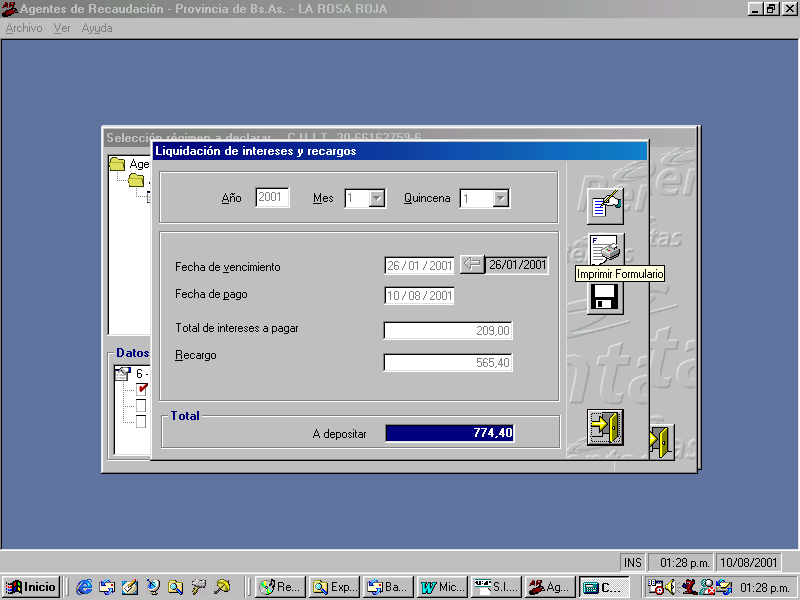 Agentes de Recaudación - Provincia de Bs.As. - LA ROSA ROJA
Archivo Ver Ayuda
Selección régimen a declarar C.U.I.T. 30-66162759-6
Liquidación de intereses y recargos
Age
Año 2001 Mes 1 Quincena 1
Fecha de vencimiento 26/01/2001 26/01/2001
Fecha de pago 10/08/2001
Imprimir Formulario
Total de intereses a pagar 209,00
Recargo 565,40
Datos
6 -
Total
A depositar 774,40
INS 01:28 p.m. 10/08/2001
Inicio Re... Exp... Ba... Mic... S.I.... Ag... C... 01:28 p.m.